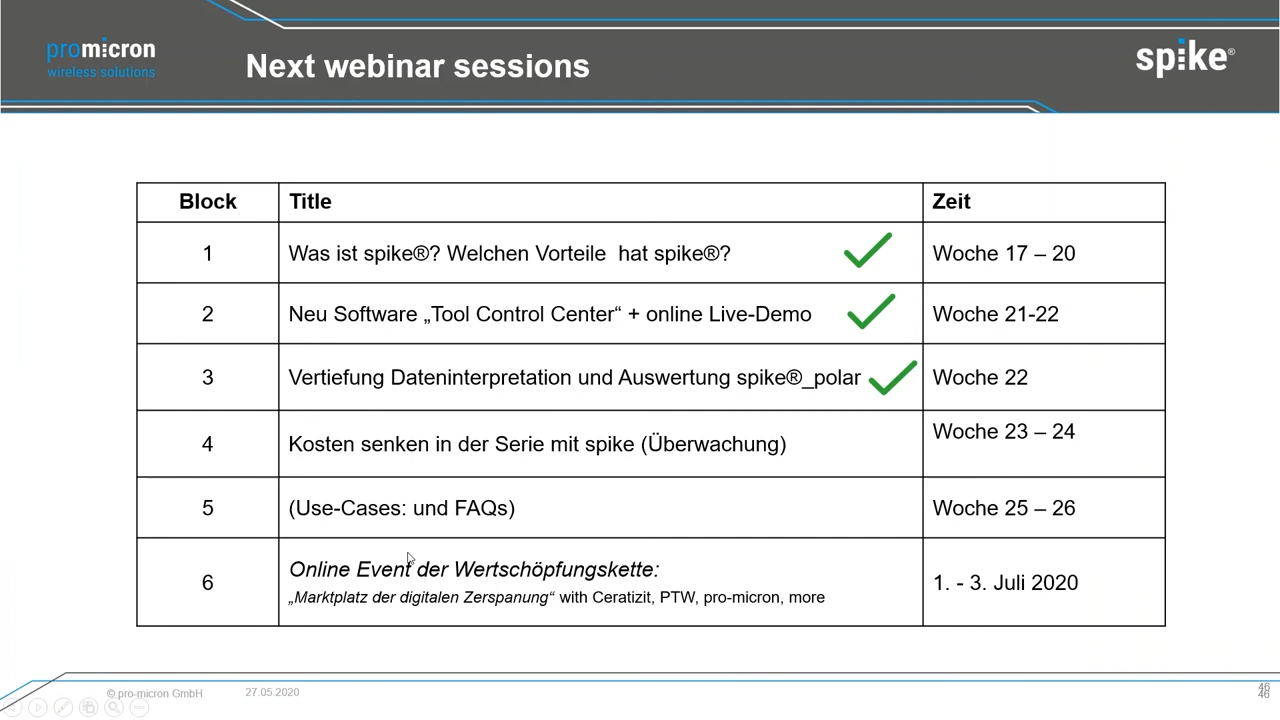 promicron
wireless solutions
Next webinar sessions
spike®
Block Title Zeit
1 Was ist spike®? Welchen Vorteile  hat spike®? Woche 17 – 20
2 Neu Software „Tool Control Center“ + online Live-Demo Woche 21-22
3 Vertiefung Dateninterpretation und Auswertung spike®_polar Woche 22
4 Kosten senken in der Serie mit spike (Überwachung) Woche 23 – 24
5 (Use-Cases: und FAQs) Woche 25 – 26
6 Online Event der Wertschöpfungskette: 1. - 3. Juli 2020
„Marktplatz der digitalen Zerspanung“ with Ceratizit, PTW, pro-micron, more
© pro-micron GmbH 27.05.2020 46
46